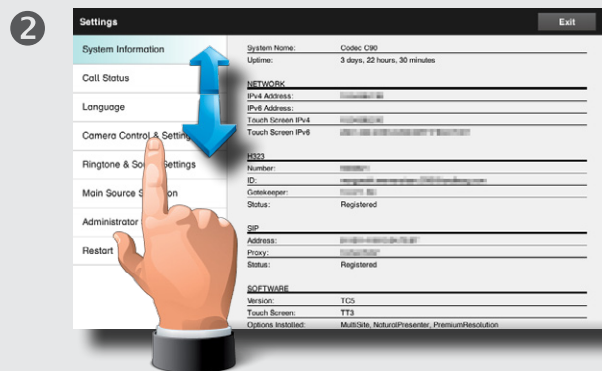 2
Settings
Exit
System Information
Call Status
Language
Camera Control & Settings
Ringtone & Settings
Main Source
Administrator
Restart
System Name: Codec C90
Uptime: 3 days, 22 hours, 30 minutes
NETWORK
IPv4 Address:
IPv6 Address:
Touch Screen IPv4
Touch Screen IPv6
H323
Number:
ID:
Gatekeeper:
Status: Registered
SIP
Address:
Proxy:
Status: Registered
SOFTWARE
Version: TC5
Touch Screen: TT3
Options Installed: MultiSite, NaturalPresenter, PremiumResolution